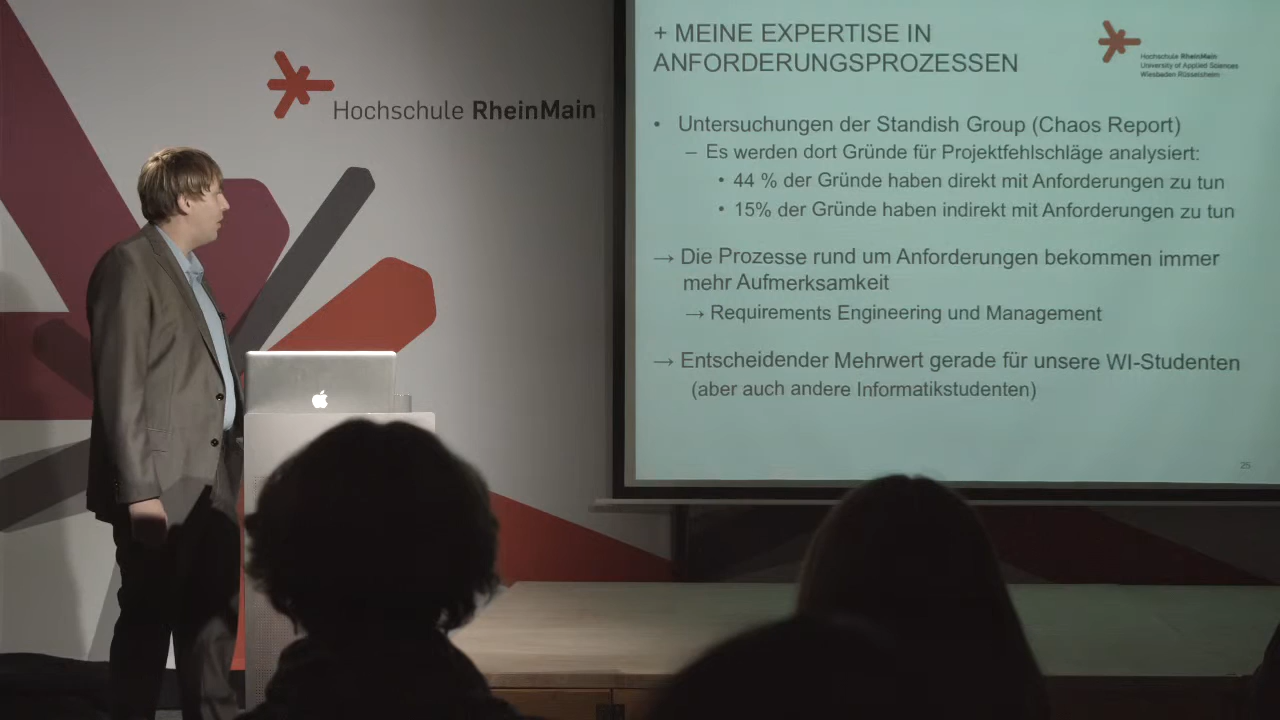 Hochschule RheinMain
+ MEINE EXPERTISE IN
ANFORDERUNGSPROZESSEN
Hochschule RheinMain
University of Applied Sciences
Wiesbaden Rüsselsheim
• Untersuchungen der Standish Group (Chaos Report)
– Es werden dort Gründe für Projektfehlschläge analysiert:
• 44 % der Gründe haben direkt mit Anforderungen zu tun
• 15% der Gründe haben indirekt mit Anforderungen zu tun
→ Die Prozesse rund um Anforderungen bekommen immer
mehr Aufmerksamkeit
→ Requirements Engineering und Management
→ Entscheidender Mehrwert gerade für unsere WI-Studenten
(aber auch andere Informatikstudenten)
25